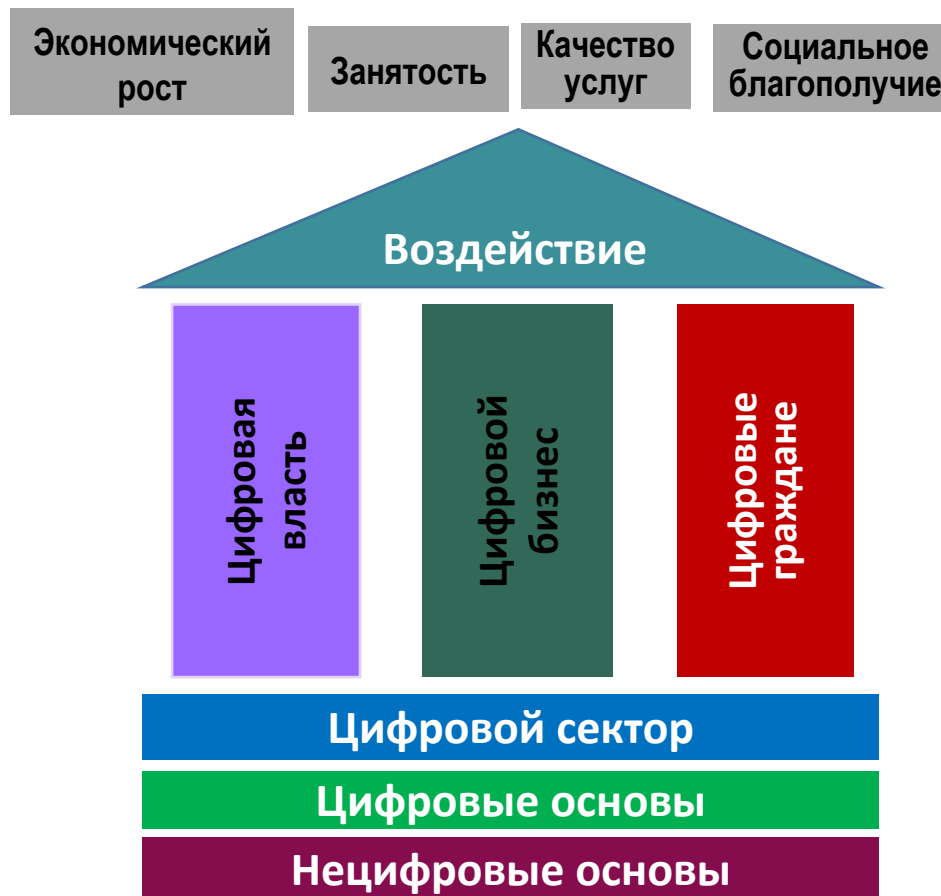 Экономический
рост
Занятость
Качество
услуг
Социальное
благополучие
Воздействие
Цифровая
власть
Цифровой
бизнес
Цифровые
граждане
Цифровой сектор
Цифровые основы
Нецифровые основы